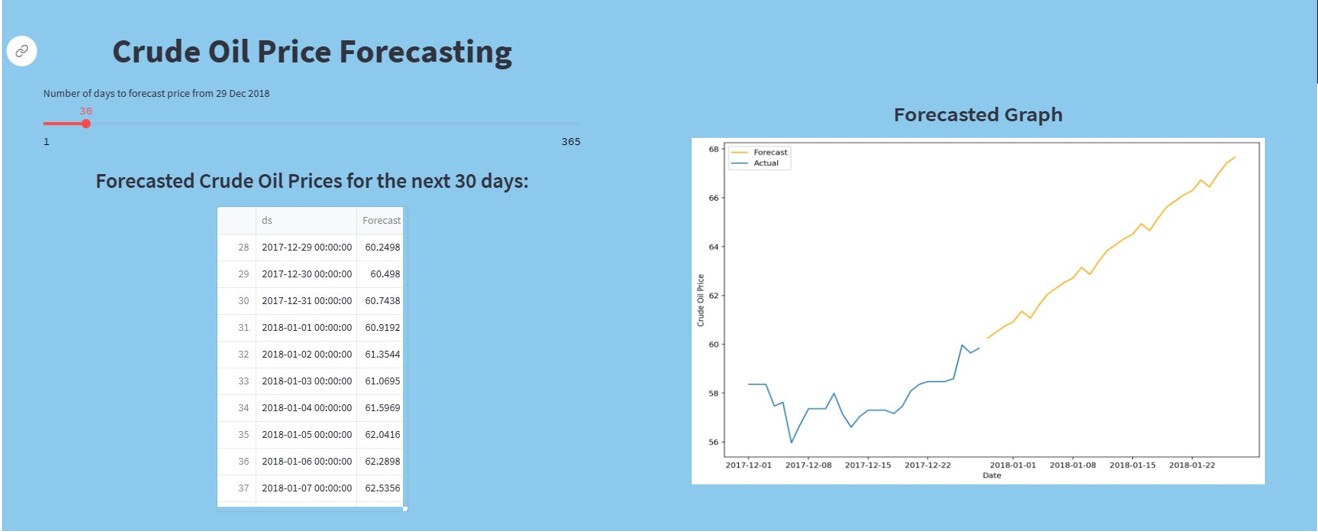 Crude Oil Price Forecasting
Number of days to forecast price from 29 Dec 2018
30
1 365
Forecasted Crude Oil Prices for the next 30 days:
ds Forecast
28 2017-12-29 00:00:00 60.2498
29 2017-12-30 00:00:00 60.498
30 2017-12-31 00:00:00 60.7438
31 2018-01-01 00:00:00 60.9192
32 2018-01-02 00:00:00 61.3544
33 2018-01-03 00:00:00 61.0695
34 2018-01-04 00:00:00 61.5969
35 2018-01-05 00:00:00 62.0416
36 2018-01-06 00:00:00 62.2898
37 2018-01-07 00:00:00 62.5356
Forecasted Graph
Forecast
Actual
68
66
64
62
60
58
56
Crude Oil Price
2017-12-01 2017-12-08 2017-12-15 2017-12-22 2018-01-01 2018-01-08 2018-01-15 2018-01-22
Date